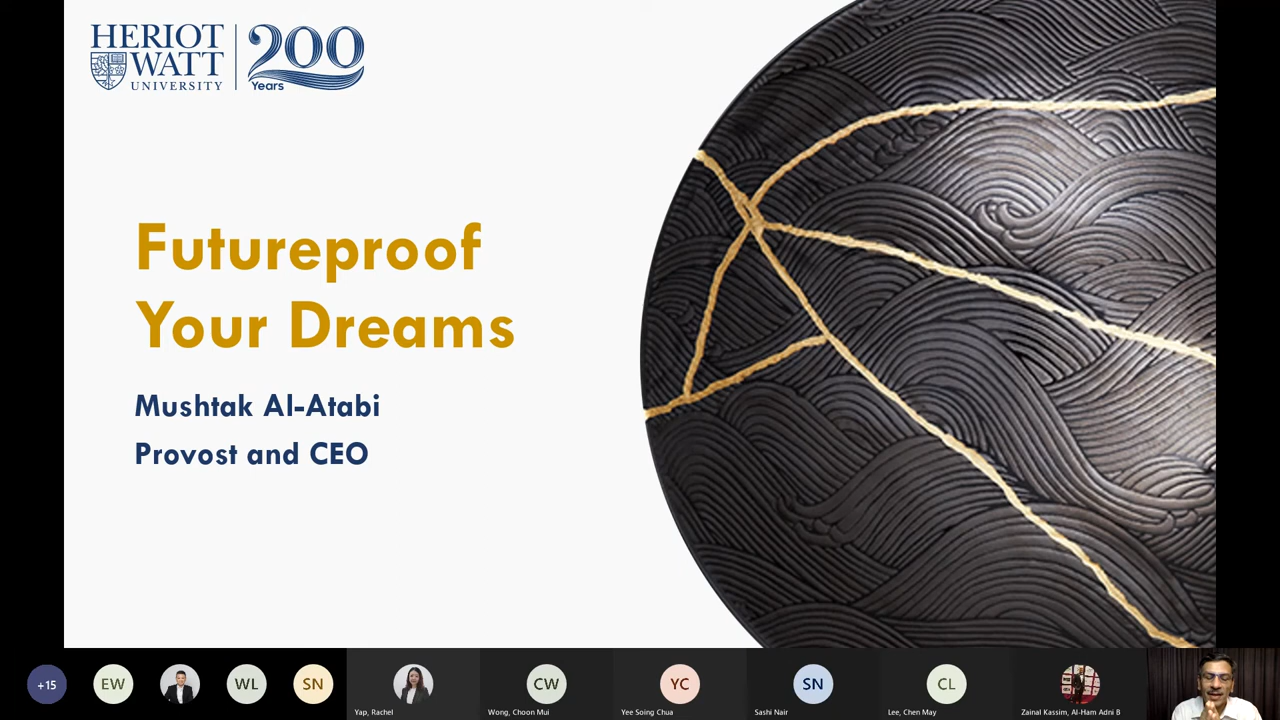 HERIOT
WATT
UNIVERSITY
200
Years
Futureproof
Your Dreams
Mushtak Al-Atabi
Provost and CEO
+15
EW
WL
SN
Yap, Rachel
CW
Wong, Choon Mui
YC
Yee Soing Chua
SN
Sashi Nair
CL
Lee, Chen May
Zainal Kassim, Al-Ham Adni B